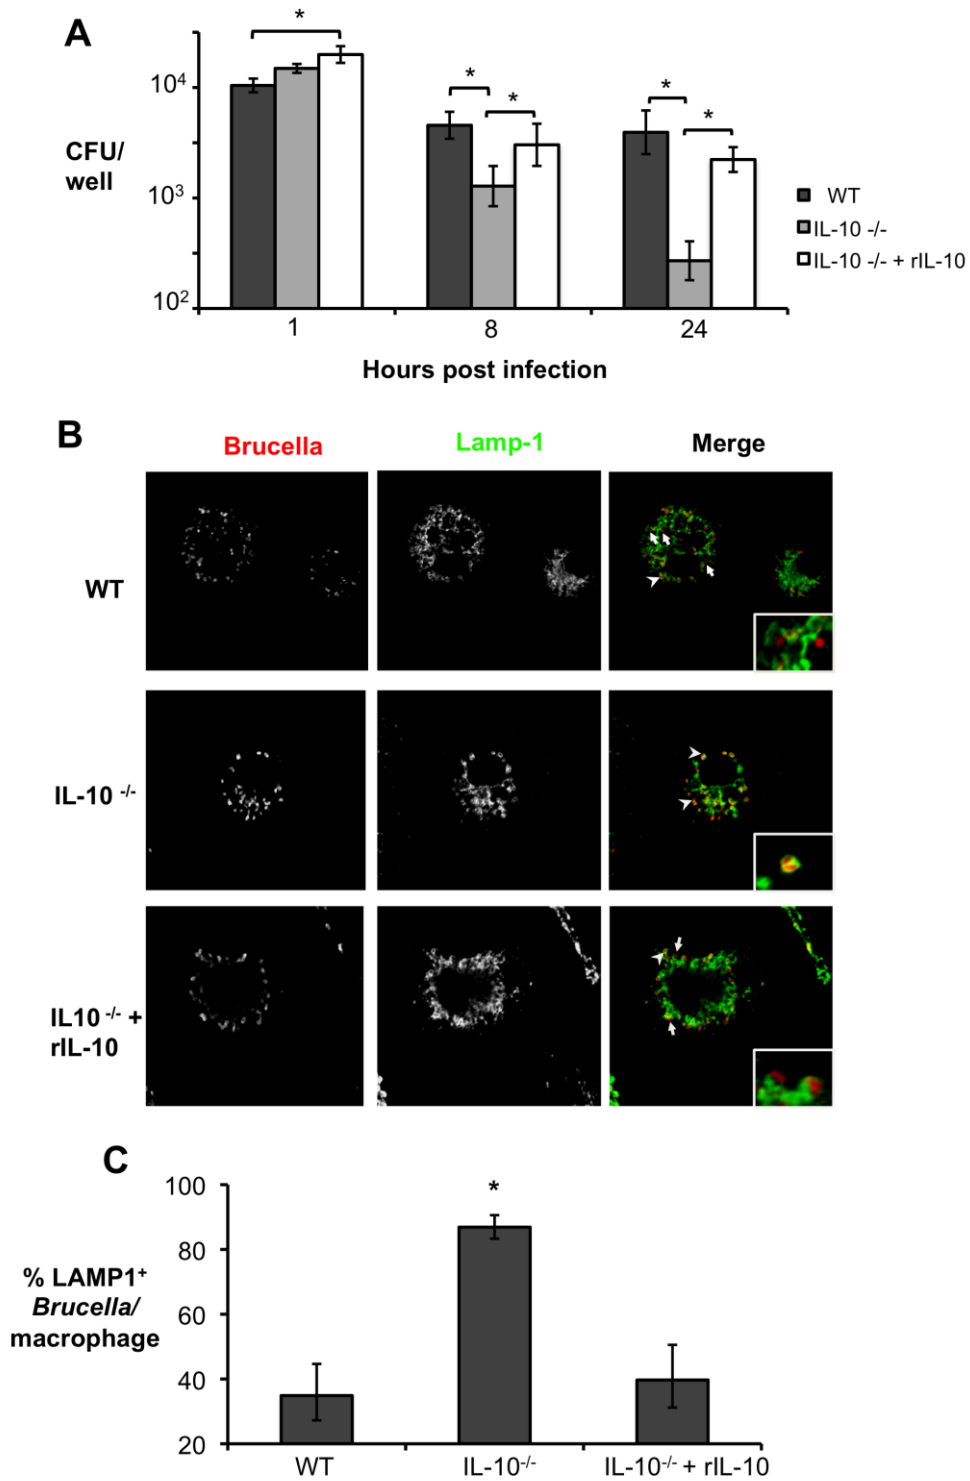 A
*
* *
* *
10⁴
10³
10²
CFU/
well
WT
IL-10 -/-
IL-10 -/- + rIL-10
1 8 24
Hours post infection
B
Brucella Lamp-1 Merge
WT
IL-10 -/-
IL10 -/- +
rIL-10
C
*
100
80
60
40
20
% LAMP1⁺
Brucella/
macrophage
WT IL-10-/- IL-10-/- + rIL-10